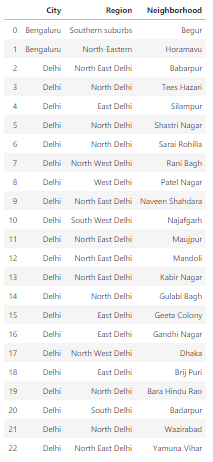 City Region Neighborhood
0 Bengaluru Southern suburbs Begur
1 Bengaluru North-Eastern Horamavu
2 Delhi North East Delhi Babarpur
3 Delhi North Delhi Tees Hazari
4 Delhi East Delhi Silampur
5 Delhi North Delhi Shastri Nagar
6 Delhi North Delhi Sarai Rohilla
7 Delhi North West Delhi Rani Bagh
8 Delhi West Delhi Patel Nagar
9 Delhi North East Delhi Naveen Shahdara
10 Delhi South West Delhi Najafgarh
11 Delhi North East Delhi Maujpur
12 Delhi North East Delhi Mandoli
13 Delhi North East Delhi Kabir Nagar
14 Delhi North Delhi Gulabi Bagh
15 Delhi East Delhi Geeta Colony
16 Delhi East Delhi Gandhi Nagar
17 Delhi North West Delhi Dhaka
18 Delhi East Delhi Brij Puri
19 Delhi North Delhi Bara Hindu Rao
20 Delhi South Delhi Badarpur
21 Delhi North Delhi Wazirabad
22 Delhi North East Delhi Yamuna Vihar